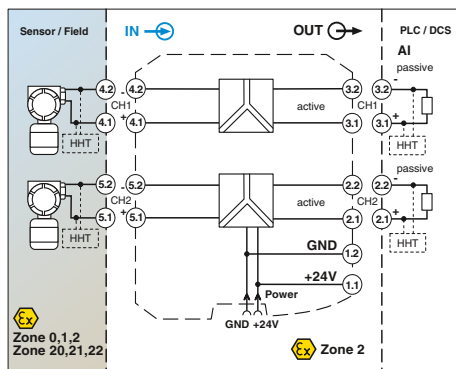 Sensor / Field
IN
OUT
PLC / DCS
AI
passive
4.2
-
4.2
3.2
3.2
-
CH1
CH1
4.1
+
4.1
active
3.1
3.1
+
HHT
HHT
passive
5.2
-
5.2
2.2
2.2
-
CH2
CH2
5.1
+
5.1
active
2.1
2.1
+
HHT
HHT
GND
1.2
+24V
1.1
Power
GND +24V
Ex
Zone 0,1,2
Zone 20,21,22
Ex
Zone 2